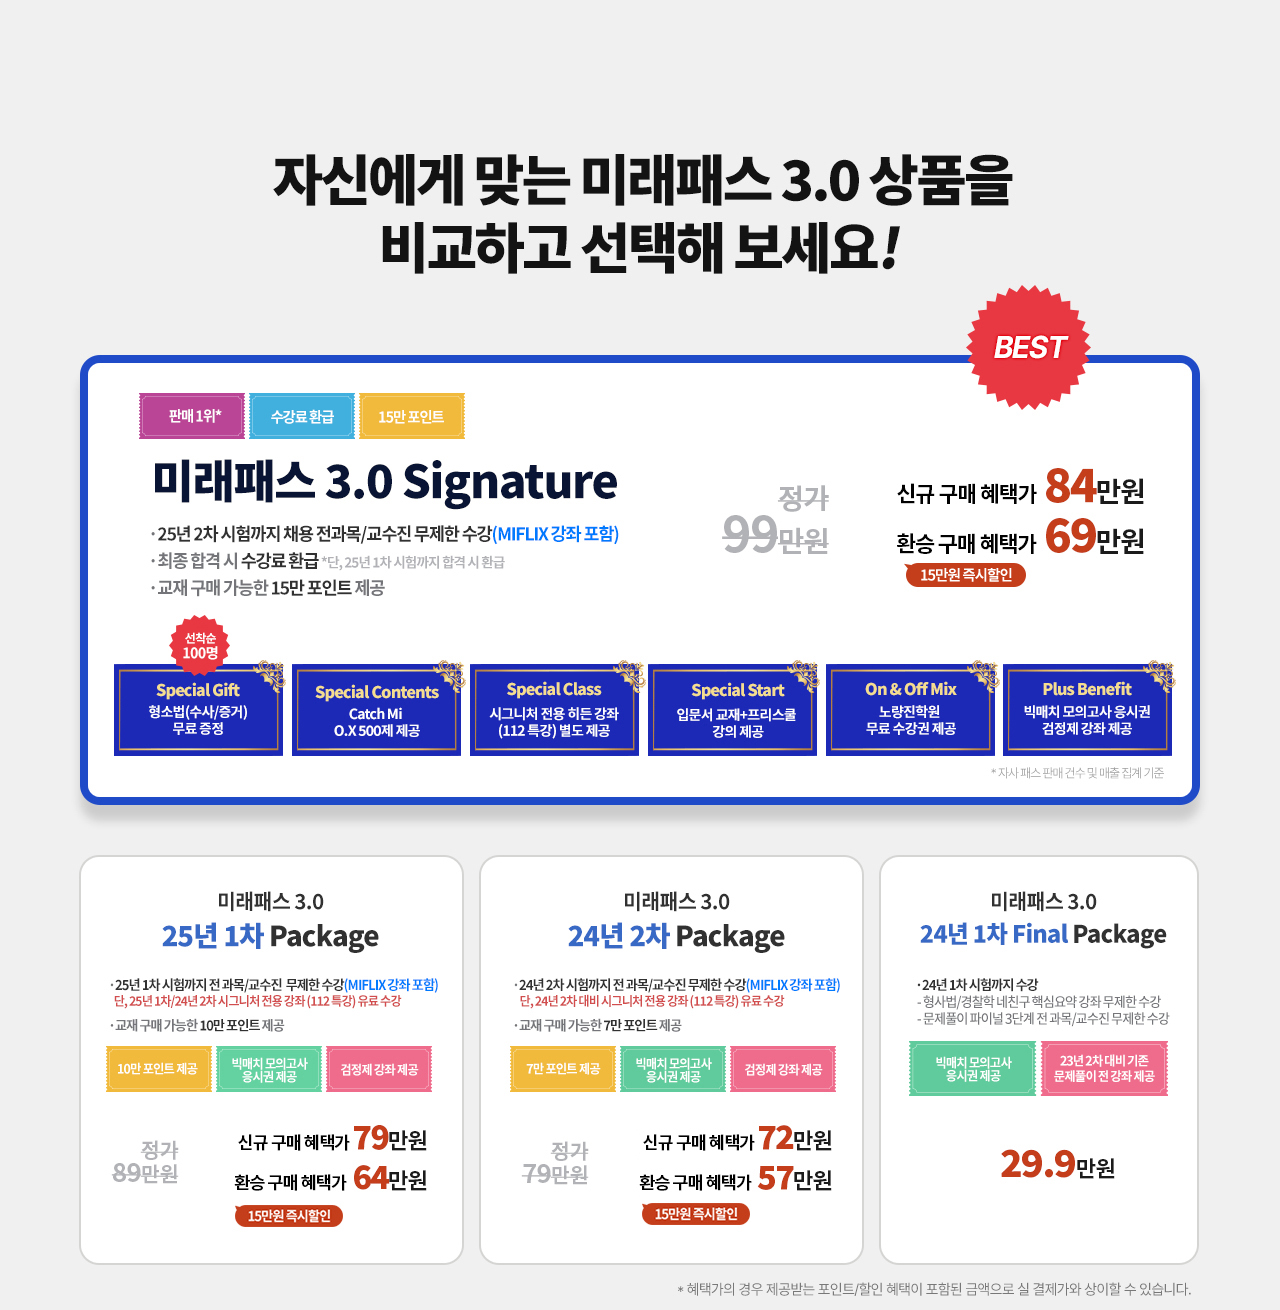 자신에게 맞는 미래패스 3.0 상품을
비교하고 선택해 보세요!
BEST
판매 1위*
수강료 환급
15만 포인트
미래패스 3.0 Signature
· 25년 2차 시험까지 채용 전과목/교수진 무제한 수강(MIFLIX 강좌 포함)
· 최종 합격 시 수강료 환급 *단, 25년 1차 시험까지 합격 시 환급
· 교재 구매 가능한 15만 포인트 제공
정가
99만원
신규 구매 혜택가 84만원
환승 구매 혜택가 69만원
15만원 즉시할인
선착순
100명
Special Gift
형소법(수사/증거)
무료 증정
Special Contents
Catch Mi
O.X 500제 제공
Special Class
시그니처 전용 히든 강좌
(112 특강) 별도 제공
Special Start
입문서 교재+프리스쿨
강의 제공
On & Off Mix
노량진학원
무료 수강권 제공
Plus Benefit
빅매치 모의고사 응시권
검정제 강좌 제공
* 자사 패스 판매 건수 및 매출 집계 기준
미래패스 3.0
25년 1차 Package
· 25년 1차 시험까지 전 과목/교수진 무제한 수강(MIFLIX 강좌 포함)
단, 25년 1차/24년 2차 시그니처 전용 강좌 (112 특강) 유료 수강
· 교재 구매 가능한 10만 포인트 제공
10만 포인트 제공
빅매치 모의고사
응시권 제공
검정제 강좌 제공
정가
89만원
신규 구매 혜택가 79만원
환승 구매 혜택가 64만원
15만원 즉시할인
미래패스 3.0
24년 2차 Package
· 24년 2차 시험까지 전 과목/교수진 무제한 수강(MIFLIX 강좌 포함)
단, 24년 2차 대비 시그니처 전용 강좌 (112 특강) 유료 수강
· 교재 구매 가능한 7만 포인트 제공
7만 포인트 제공
빅매치 모의고사
응시권 제공
검정제 강좌 제공
정가
79만원
신규 구매 혜택가 72만원
환승 구매 혜택가 57만원
15만원 즉시할인
미래패스 3.0
24년 1차 Final Package
· 24년 1차 시험까지 수강
- 형사법/경찰학 네친구 핵심요약 강좌 무제한 수강
- 문제풀이 파이널 3단계 전 과목/교수진 무제한 수강
빅매치 모의고사
응시권 제공
23년 2차 대비 기존
문제풀이 전 강좌 제공
29.9만원
* 혜택가의 경우 제공받는 포인트/할인 혜택이 포함된 금액으로 실 결제가와 상이할 수 있습니다.